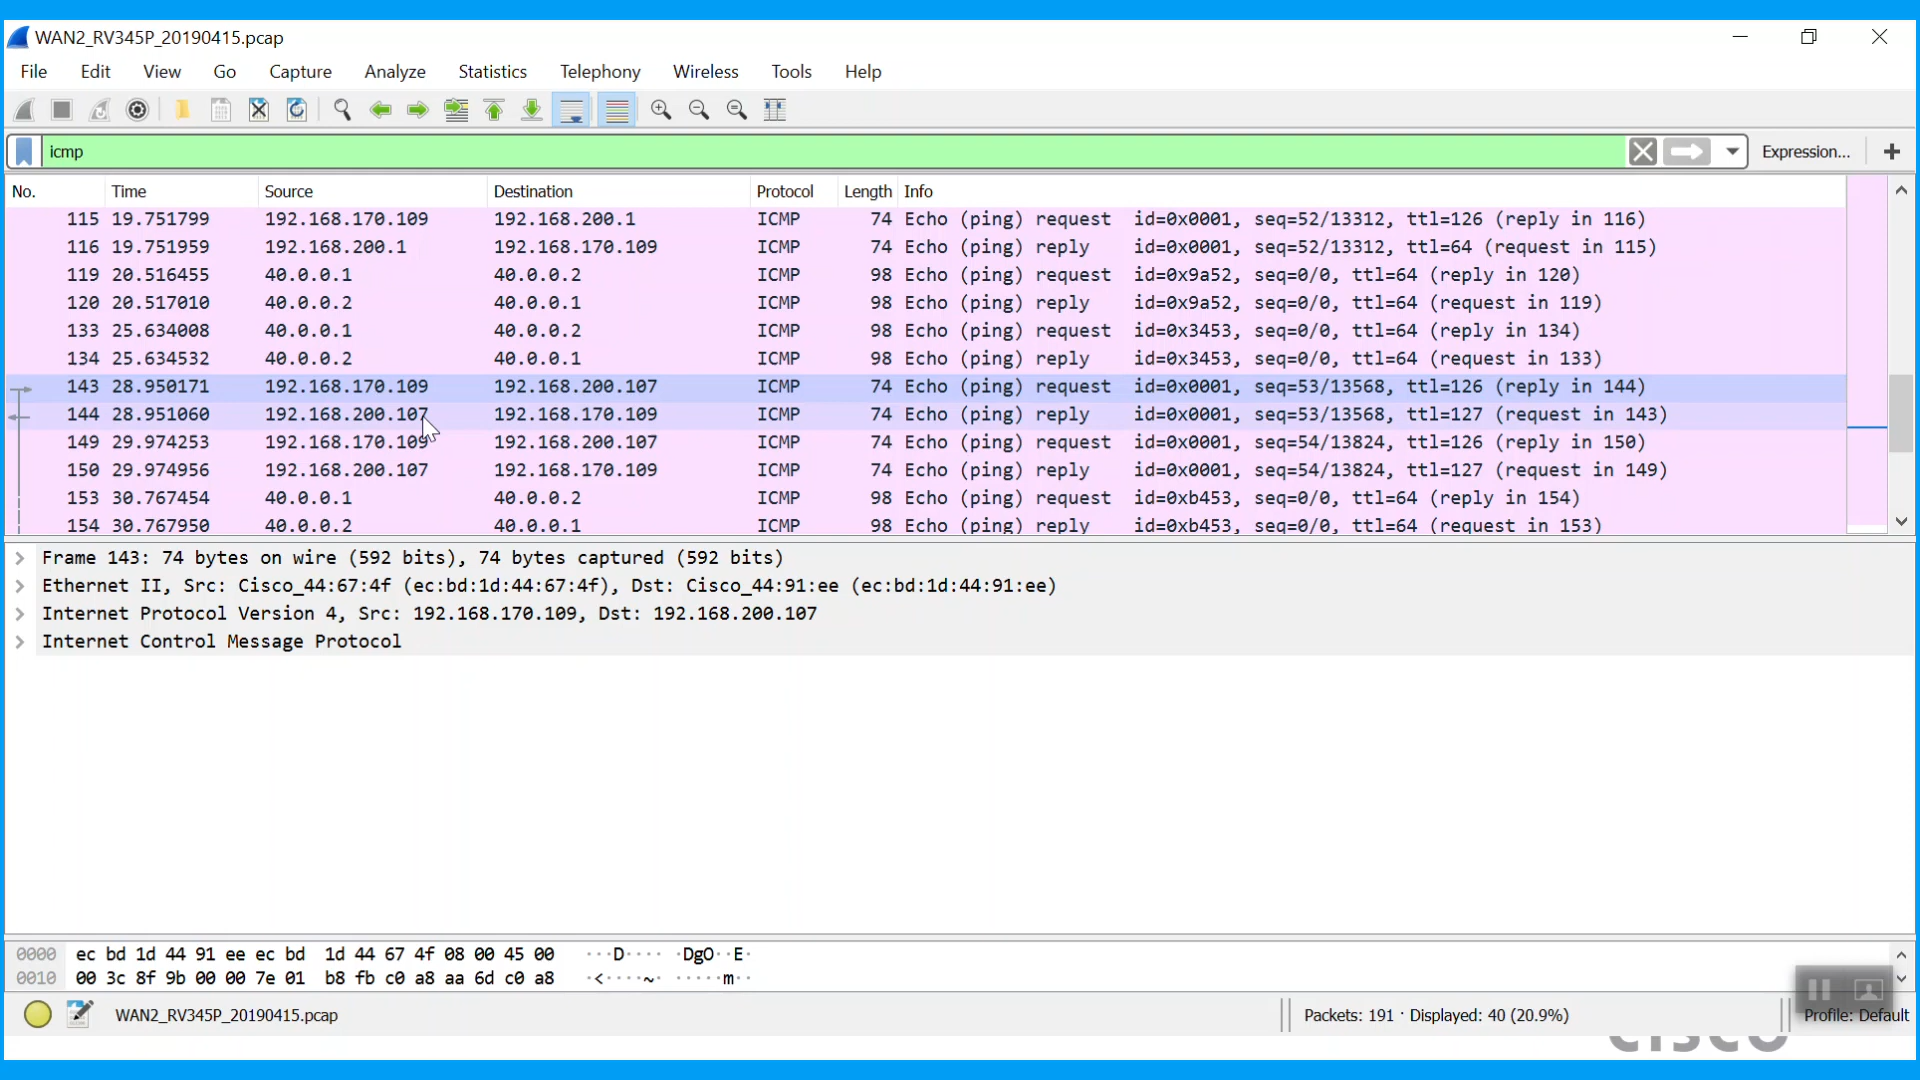 WAN2_RV345P_20190415.pcap
File Edit View Go Capture Analyze Statistics Telephony Wireless Tools Help
icmp Expression...
No. Time Source Destination Protocol Length Info
115 19.751799 192.168.170.109 192.168.200.1 ICMP 74 Echo (ping) request id=0x0001, seq=52/13312, ttl=126 (reply in 116)
116 19.751959 192.168.200.1 192.168.170.109 ICMP 74 Echo (ping) reply id=0x0001, seq=52/13312, ttl=64 (request in 115)
119 20.516455 40.0.0.1 40.0.0.2 ICMP 98 Echo (ping) request id=0x9a52, seq=0/0, ttl=64 (reply in 120)
120 20.517010 40.0.0.2 40.0.0.1 ICMP 98 Echo (ping) reply id=0x9a52, seq=0/0, ttl=64 (request in 119)
133 25.634008 40.0.0.1 40.0.0.2 ICMP 98 Echo (ping) request id=0x3453, seq=0/0, ttl=64 (reply in 134)
134 25.634532 40.0.0.2 40.0.0.1 ICMP 98 Echo (ping) reply id=0x3453, seq=0/0, ttl=64 (request in 133)
143 28.950171 192.168.170.109 192.168.200.107 ICMP 74 Echo (ping) request id=0x0001, seq=53/13568, ttl=126 (reply in 144)
144 28.951060 192.168.200.107 192.168.170.109 ICMP 74 Echo (ping) reply id=0x0001, seq=53/13568, ttl=127 (request in 143)
149 29.974253 192.168.170.109 192.168.200.107 ICMP 74 Echo (ping) request id=0x0001, seq=54/13824, ttl=126 (reply in 150)
150 29.974956 192.168.200.107 192.168.170.109 ICMP 74 Echo (ping) reply id=0x0001, seq=54/13824, ttl=127 (request in 149)
153 30.767454 40.0.0.1 40.0.0.2 ICMP 98 Echo (ping) request id=0xb453, seq=0/0, ttl=64 (reply in 154)
154 30.767950 40.0.0.2 40.0.0.1 ICMP 98 Echo (ping) reply id=0xb453, seq=0/0, ttl=64 (request in 153)
Frame 143: 74 bytes on wire (592 bits), 74 bytes captured (592 bits)
Ethernet II, Src: Cisco_44:67:4f (ec:bd:1d:44:67:4f), Dst: Cisco_44:91:ee (ec:bd:1d:44:91:ee)
Internet Protocol Version 4, Src: 192.168.170.109, Dst: 192.168.200.107
Internet Control Message Protocol
0000 ec bd 1d 44 91 ee ec bd 1d 44 67 4f 08 00 45 00 ···D···· ·DgO··E·
0010 00 3c 8f 9b 00 00 7e 01 b8 fb c0 a8 aa 6d c0 a8 ·<····~· ·····m··
WAN2_RV345P_20190415.pcap Packets: 191 · Displayed: 40 (20.9%) Profile: Default
CISCO